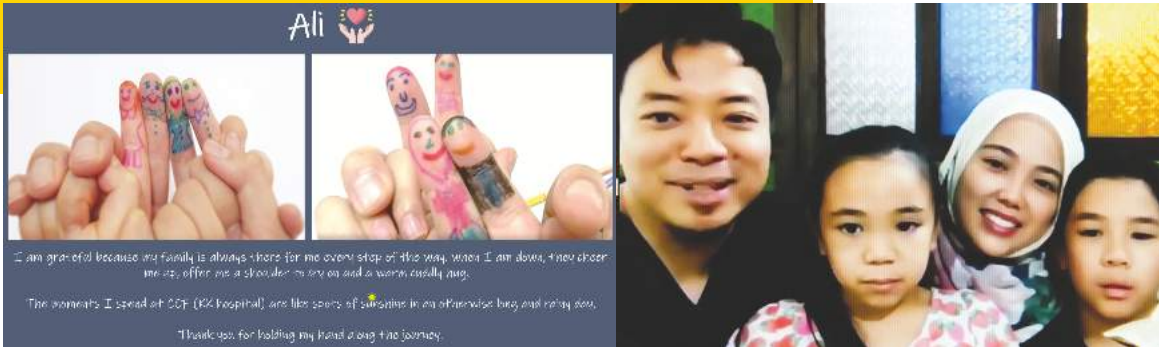 Ali
I am grateful because my family is always there for me every step of the way. when I am down, they cheer
me up, offer me a shoulder to cry on and a warm cuddly hug.
The moments I spend at CCF (KK hospital) are like spots of sunshine in an otherwise long and rainy day.
Thank you for holding my hand along the journey.